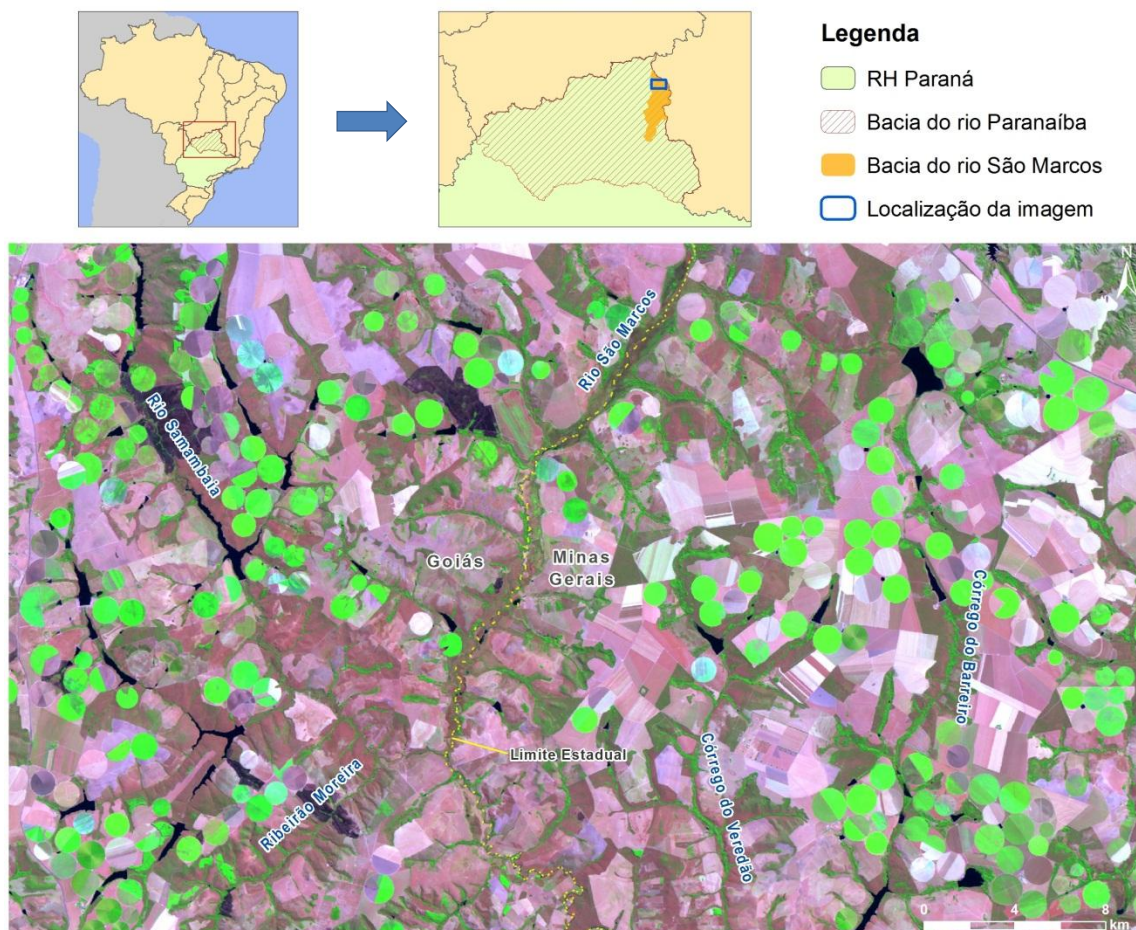 Legenda
RH Paraná
Bacia do rio Paranaíba
Bacia do rio São Marcos
Localização da imagem
N
Rio São Marcos
Rio Samambaia
Goiás
Minas
Gerais
Córrego do Barreiro
Limite Estadual
Córrego do Veredão
Ribeirão Moreira
0 4 8
km